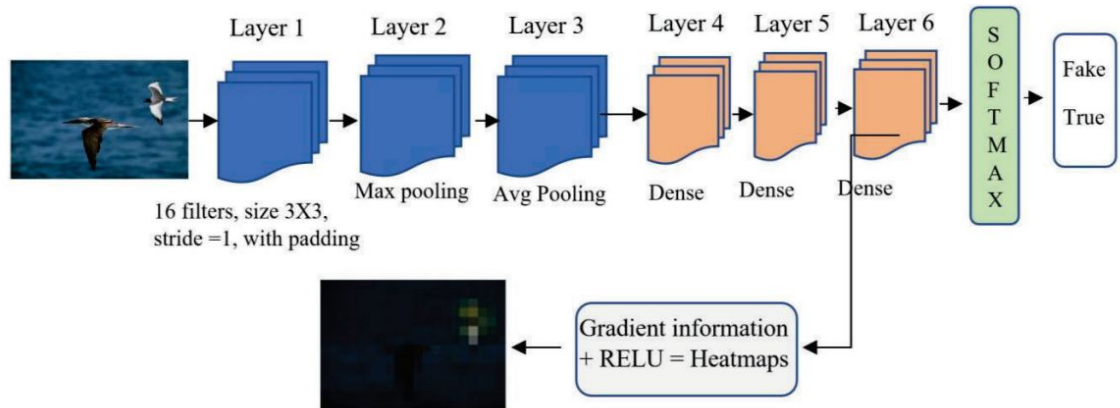 Layer 1
Layer 2
Layer 3
Layer 4
Layer 5
Layer 6
S
O
F
T
M
A
X
Fake
True
16 filters, size 3X3,
stride =1, with padding
Max pooling
Avg Pooling
Dense
Dense
Dense
Gradient information
+ RELU = Heatmaps